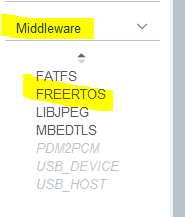 Middleware
FATFS
FREERTOS
LIBJPEG
MBEDTLS
PDM2PCM
USB_DEVICE
USB_HOST